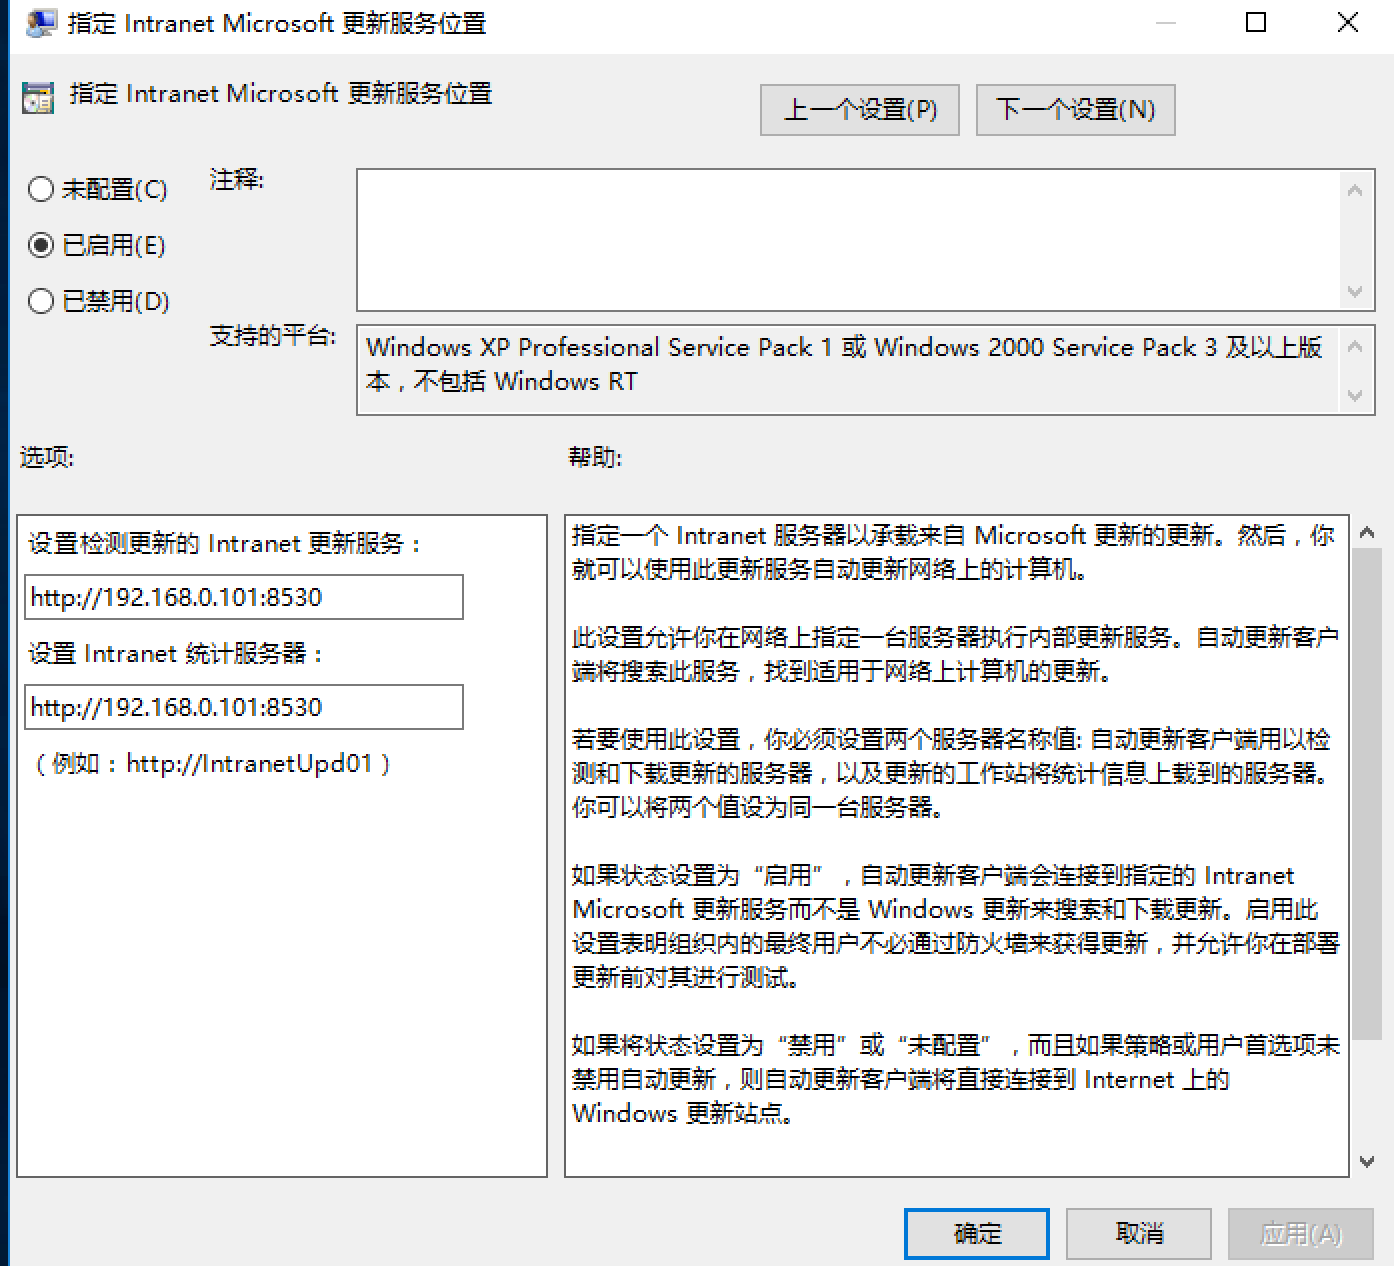 指定 Intranet Microsoft 更新服务位置
指定 Intranet Microsoft 更新服务位置
上一个设置(P)
下一个设置(N)
未配置(C)
已启用(E)
已禁用(D)
注释:
支持的平台:
Windows XP Professional Service Pack 1 或 Windows 2000 Service Pack 3 及以上版
本，不包括 Windows RT
选项:
帮助:
设置检测更新的 Intranet 更新服务：
http://192.168.0.101:8530
设置 Intranet 统计服务器：
http://192.168.0.101:8530
（例如：http://IntranetUpd01）
指定一个 Intranet 服务器以承载来自 Microsoft 更新的更新。然后，你
就可以使用此更新服务自动更新网络上的计算机。
此设置允许你在网络上指定一台服务器执行内部更新服务。自动更新客户
端将搜索此服务，找到适用于网络上计算机的更新。
若要使用此设置，你必须设置两个服务器名称值: 自动更新客户端用以检
测和下载更新的服务器，以及更新的工作站将统计信息上载到的服务器。
你可以将两个值设为同一台服务器。
如果状态设置为“启用”，自动更新客户端会连接到指定的 Intranet
Microsoft 更新服务而不是 Windows 更新来搜索和下载更新。启用此
设置表明组织内的最终用户不必通过防火墙来获得更新，并允许你在部署
更新前对其进行测试。
如果将状态设置为“禁用”或“未配置”，而且如果策略或用户首选项未
禁用自动更新，则自动更新客户端将直接连接到 Internet 上的
Windows 更新站点。
确定
取消
应用(A)